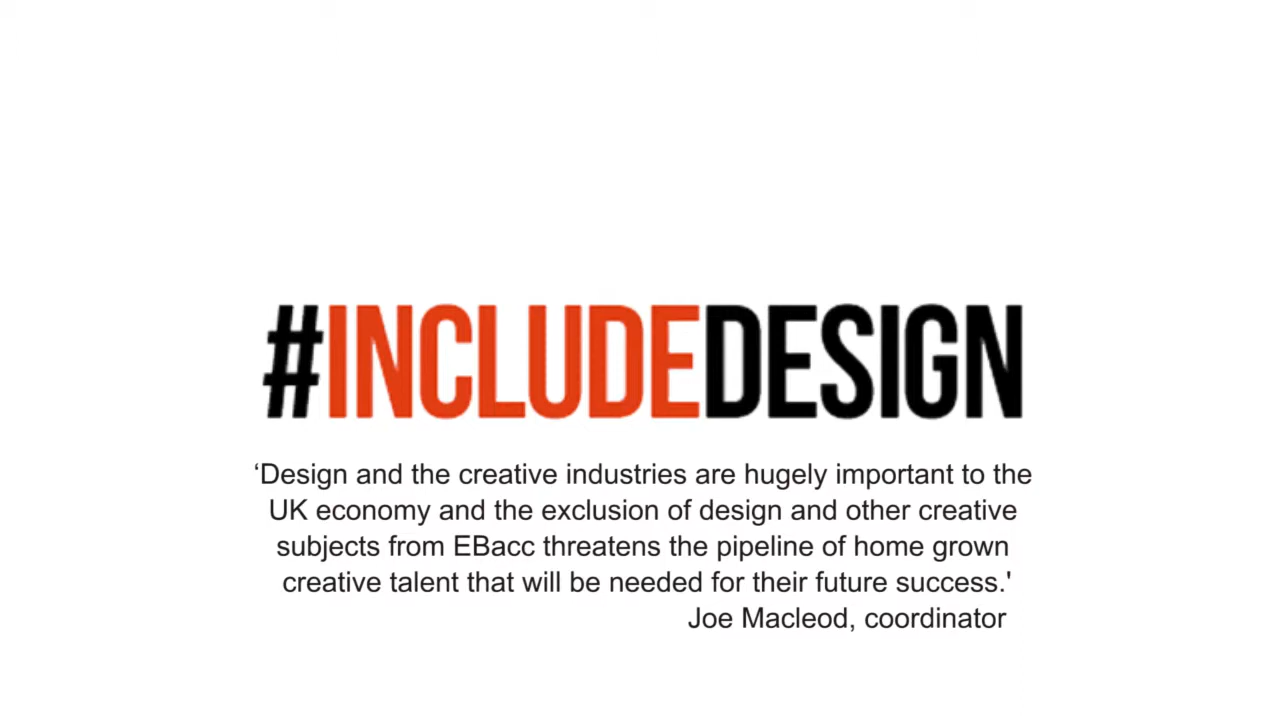 #INCLUDEDESIGN
‘Design and the creative industries are hugely important to the
UK economy and the exclusion of design and other creative
subjects from EBacc threatens the pipeline of home grown
creative talent that will be needed for their future success.'
Joe Macleod, coordinator